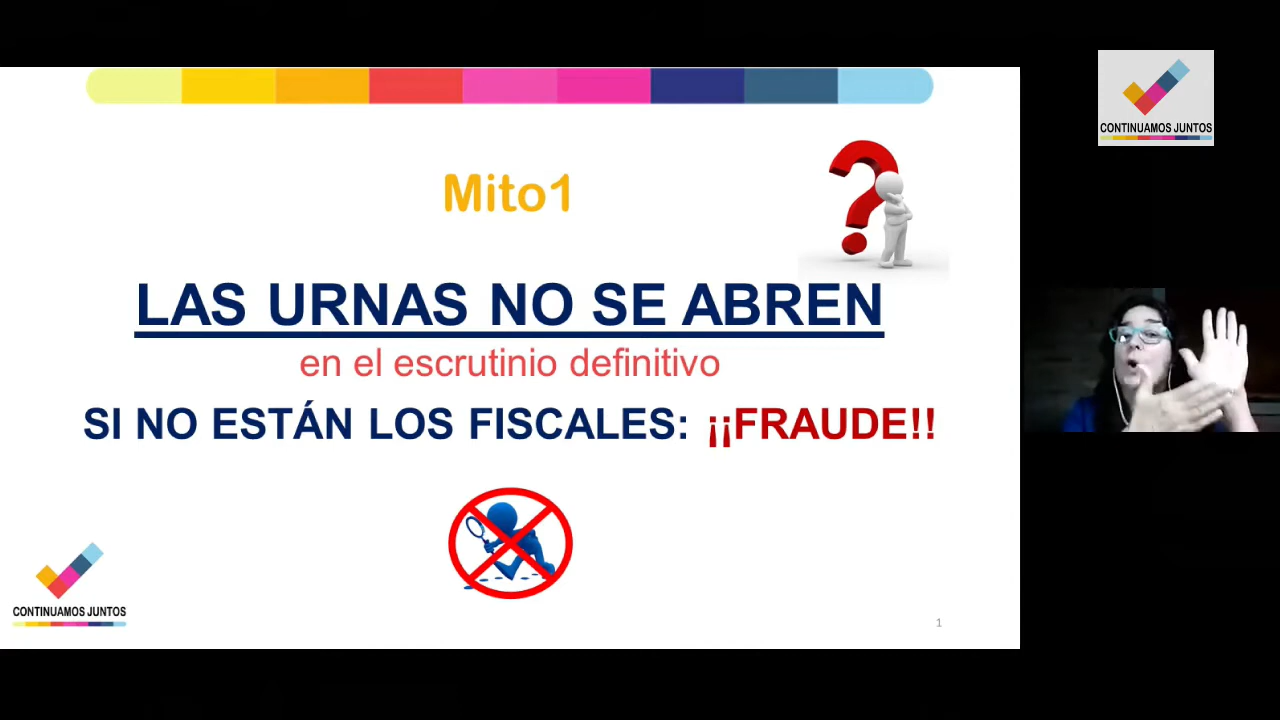 CONTINUAMOS JUNTOS
Mito1
LAS URNAS NO SE ABREN
en el escrutinio definitivo
SI NO ESTÁN LOS FISCALES: ¡¡FRAUDE!!
CONTINUAMOS JUNTOS
1